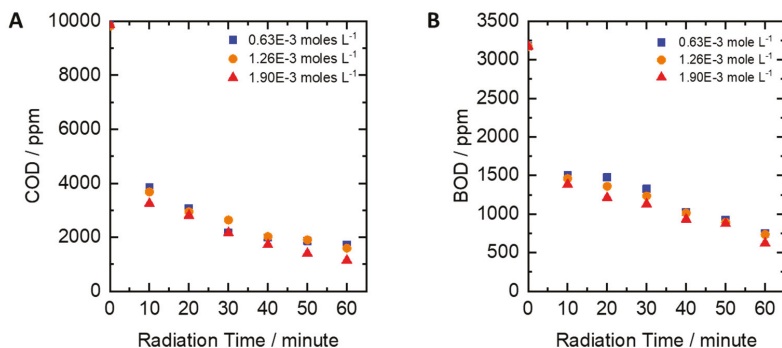 A
COD / ppm
10000
8000
6000
4000
2000
0
0 10 20 30 40 50 60
Radiation Time / minute
0.63E-3 moles L⁻¹
1.26E-3 moles L⁻¹
1.90E-3 moles L⁻¹
B
BOD / ppm
3500
3000
2500
2000
1500
1000
500
0
0 10 20 30 40 50 60
Radiation Time / minute
0.63E-3 mole L⁻¹
1.26E-3 mole L⁻¹
1.90E-3 mole L⁻¹